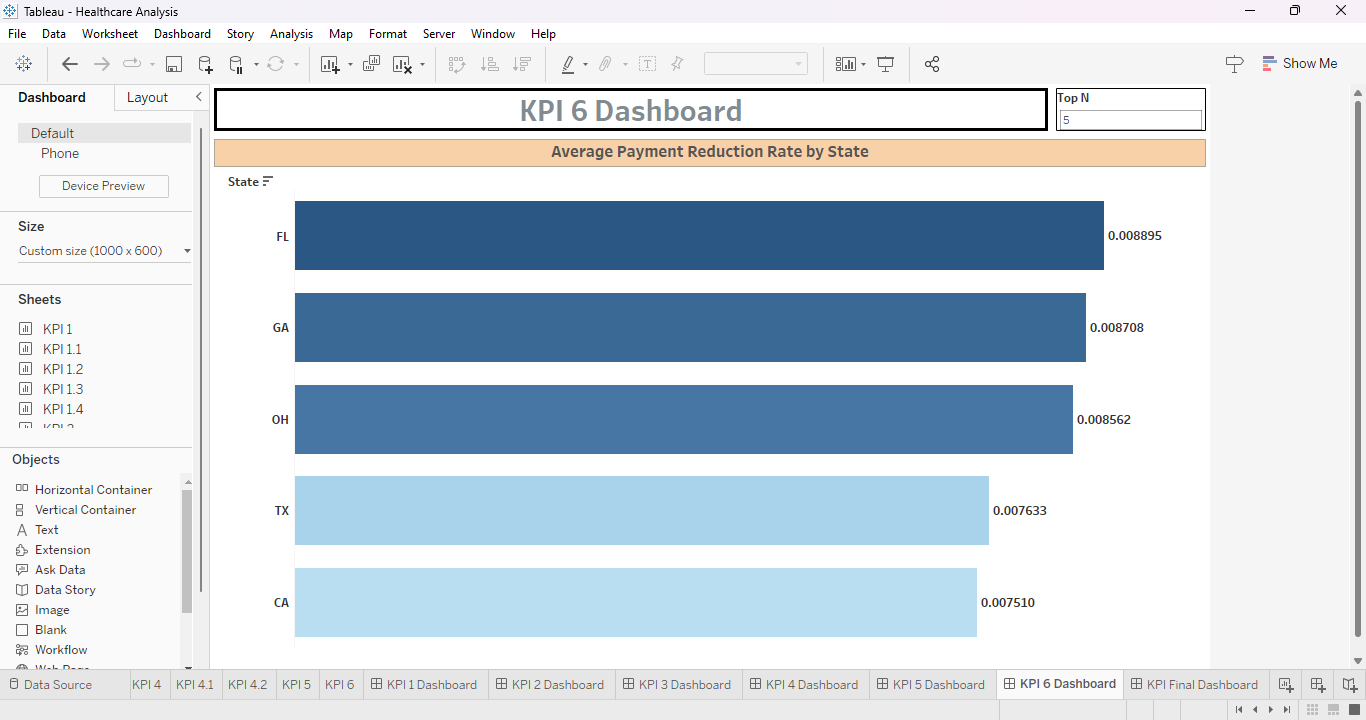 Tableau - Healthcare Analysis
File Data Worksheet Dashboard Story Analysis Map Format Server Window Help
Show Me
Dashboard Layout
Default
Phone
Device Preview
Size
Custom size (1000 x 600)
Sheets
KPI 1
KPI 1.1
KPI 1.2
KPI 1.3
KPI 1.4
Objects
Horizontal Container
Vertical Container
Text
Extension
Ask Data
Data Story
Image
Blank
Workflow
KPI 6 Dashboard
Top N
5
Average Payment Reduction Rate by State
State
FL 0.008895
GA 0.008708
OH 0.008562
TX 0.007633
CA 0.007510
Data Source KPI 4 KPI 4.1 KPI 4.2 KPI 5 KPI 6 KPI 1 Dashboard KPI 2 Dashboard KPI 3 Dashboard KPI 4 Dashboard KPI 5 Dashboard KPI 6 Dashboard KPI Final Dashboard